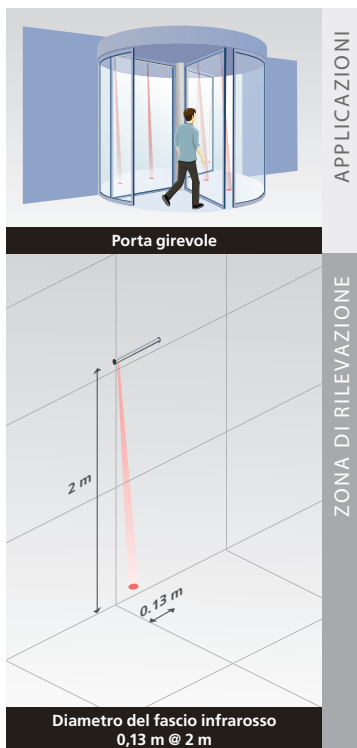 APPLICAZIONI
Porta girevole
ZONA DI RILEVAZIONE
2 m
0.13 m
Diametro del fascio infrarosso
0,13 m @ 2 m